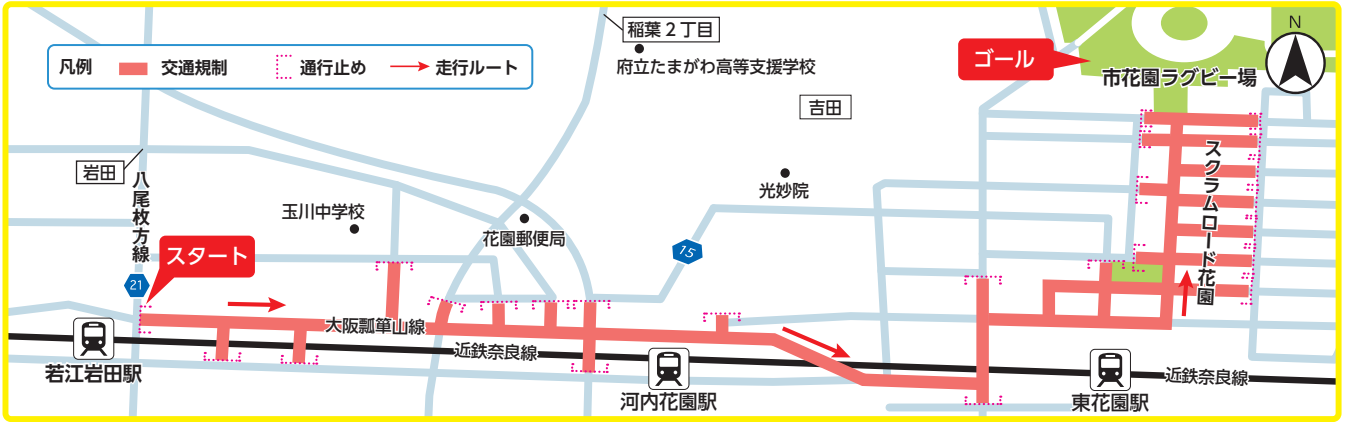 稲葉2丁目
府立たまがわ高等支援学校
N
ゴール
市花園ラグビー場
凡例 交通規制 通行止め 走行ルート
吉田
岩田
八尾枚方線
光妙院
スクラムロード花園
玉川中学校
花園郵便局
スタート
15
21
大阪瓢箪山線
近鉄奈良線
若江岩田駅
河内花園駅
東花園駅
近鉄奈良線